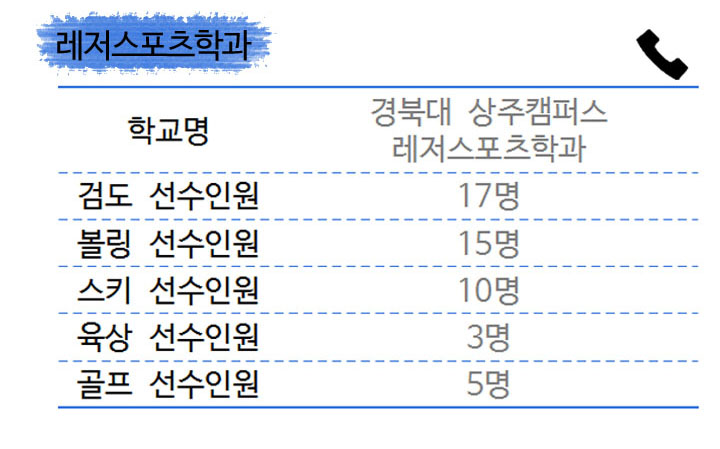 레저스포츠학과
학교명
경북대 상주캠퍼스
레저스포츠학과
검도 선수인원 17명
볼링 선수인원 15명
스키 선수인원 10명
육상 선수인원 3명
골프 선수인원 5명